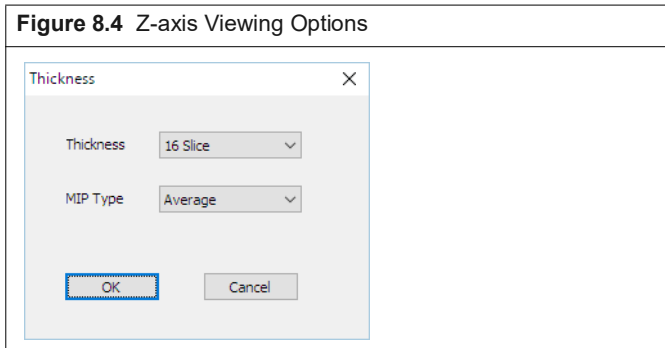 Figure 8.4 Z-axis Viewing Options
Thickness
Thickness 16 Slice
MIP Type Average
OK Cancel